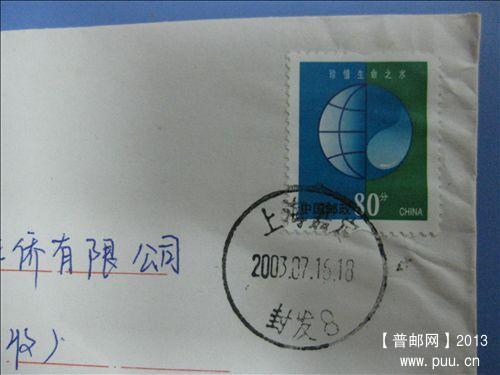 珍惜生命之水
中国邮政 80分
CHINA
上海
2003.07.16.18
封发8
侨有限公司
收)
【普邮网】2013
www.puu.cn